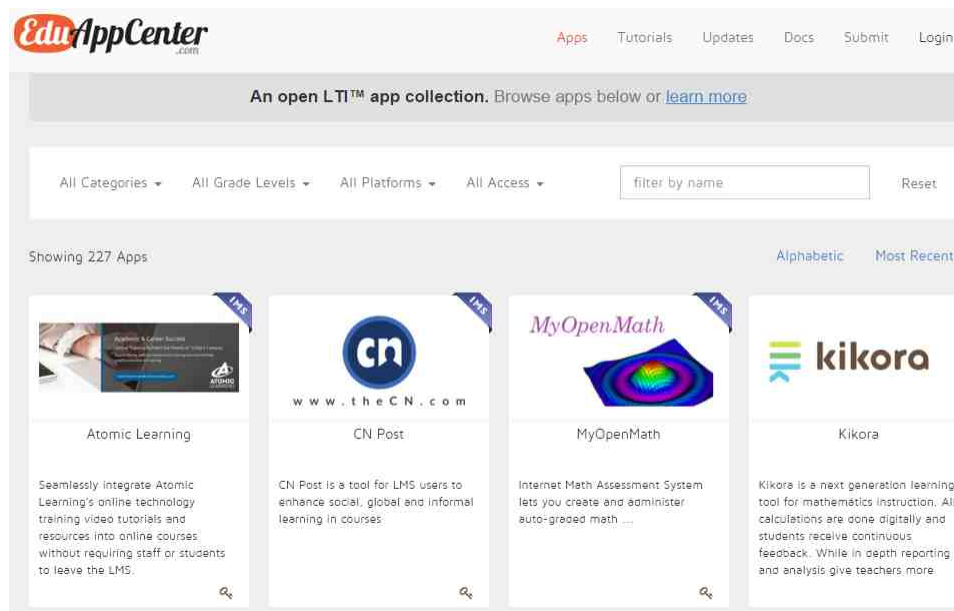 EduAppCenter
.com
Apps Tutorials Updates Docs Submit Login
An open LTI™ app collection. Browse apps below or learn more
All Categories All Grade Levels All Platforms All Access filter by name Reset
Showing 227 Apps
Alphabetic Most Recent
IMS IMS IMS
Academic & Career Success
ATOMIC
LEARNING
cn
www.theCN.com
MyOpenMath
kikora
Atomic Learning
Seamlessly integrate Atomic
Learning's online technology
training video tutorials and
resources into online courses
without requiring staff or students
to leave the LMS.
CN Post
CN Post is a tool for LMS users to
enhance social, global and informal
learning in courses
MyOpenMath
Internet Math Assessment System
lets you create and administer
auto-graded math ...
Kikora
Kikora is a next generation learning
tool for mathematics instruction. All
calculations are done digitally and
students receive continuous
feedback. While in depth reporting
and analysis give teachers more